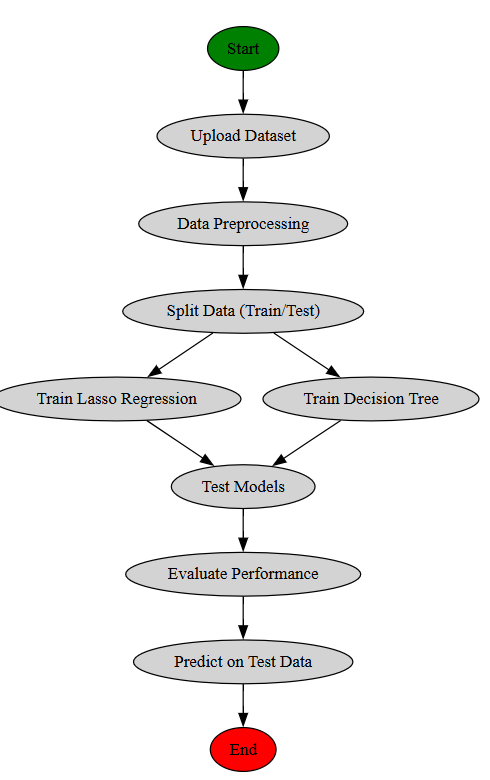 Start
Upload Dataset
Data Preprocessing
Split Data (Train/Test)
Train Lasso Regression
Train Decision Tree
Test Models
Evaluate Performance
Predict on Test Data
End